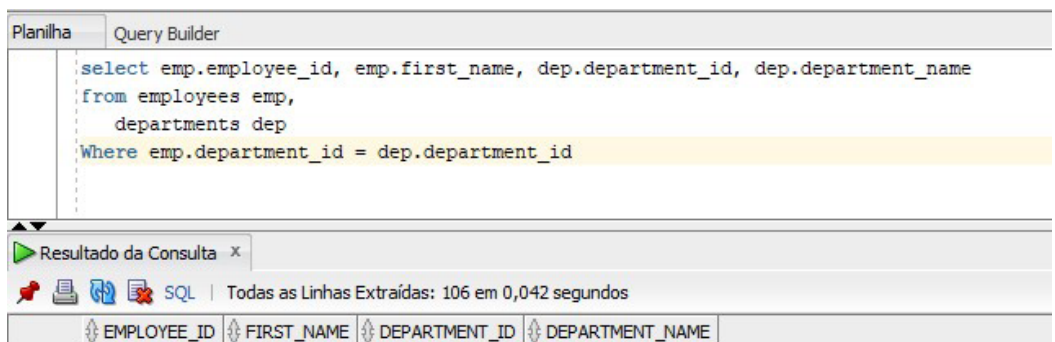 Planilha Query Builder
select emp.employee_id, emp.first_name, dep.department_id, dep.department_name
from employees emp,
departments dep
Where emp.department_id = dep.department_id
Resultado da Consulta x
SQL | Todas as Linhas Extraídas: 106 em 0,042 segundos
EMPLOYEE_ID FIRST_NAME DEPARTMENT_ID DEPARTMENT_NAME